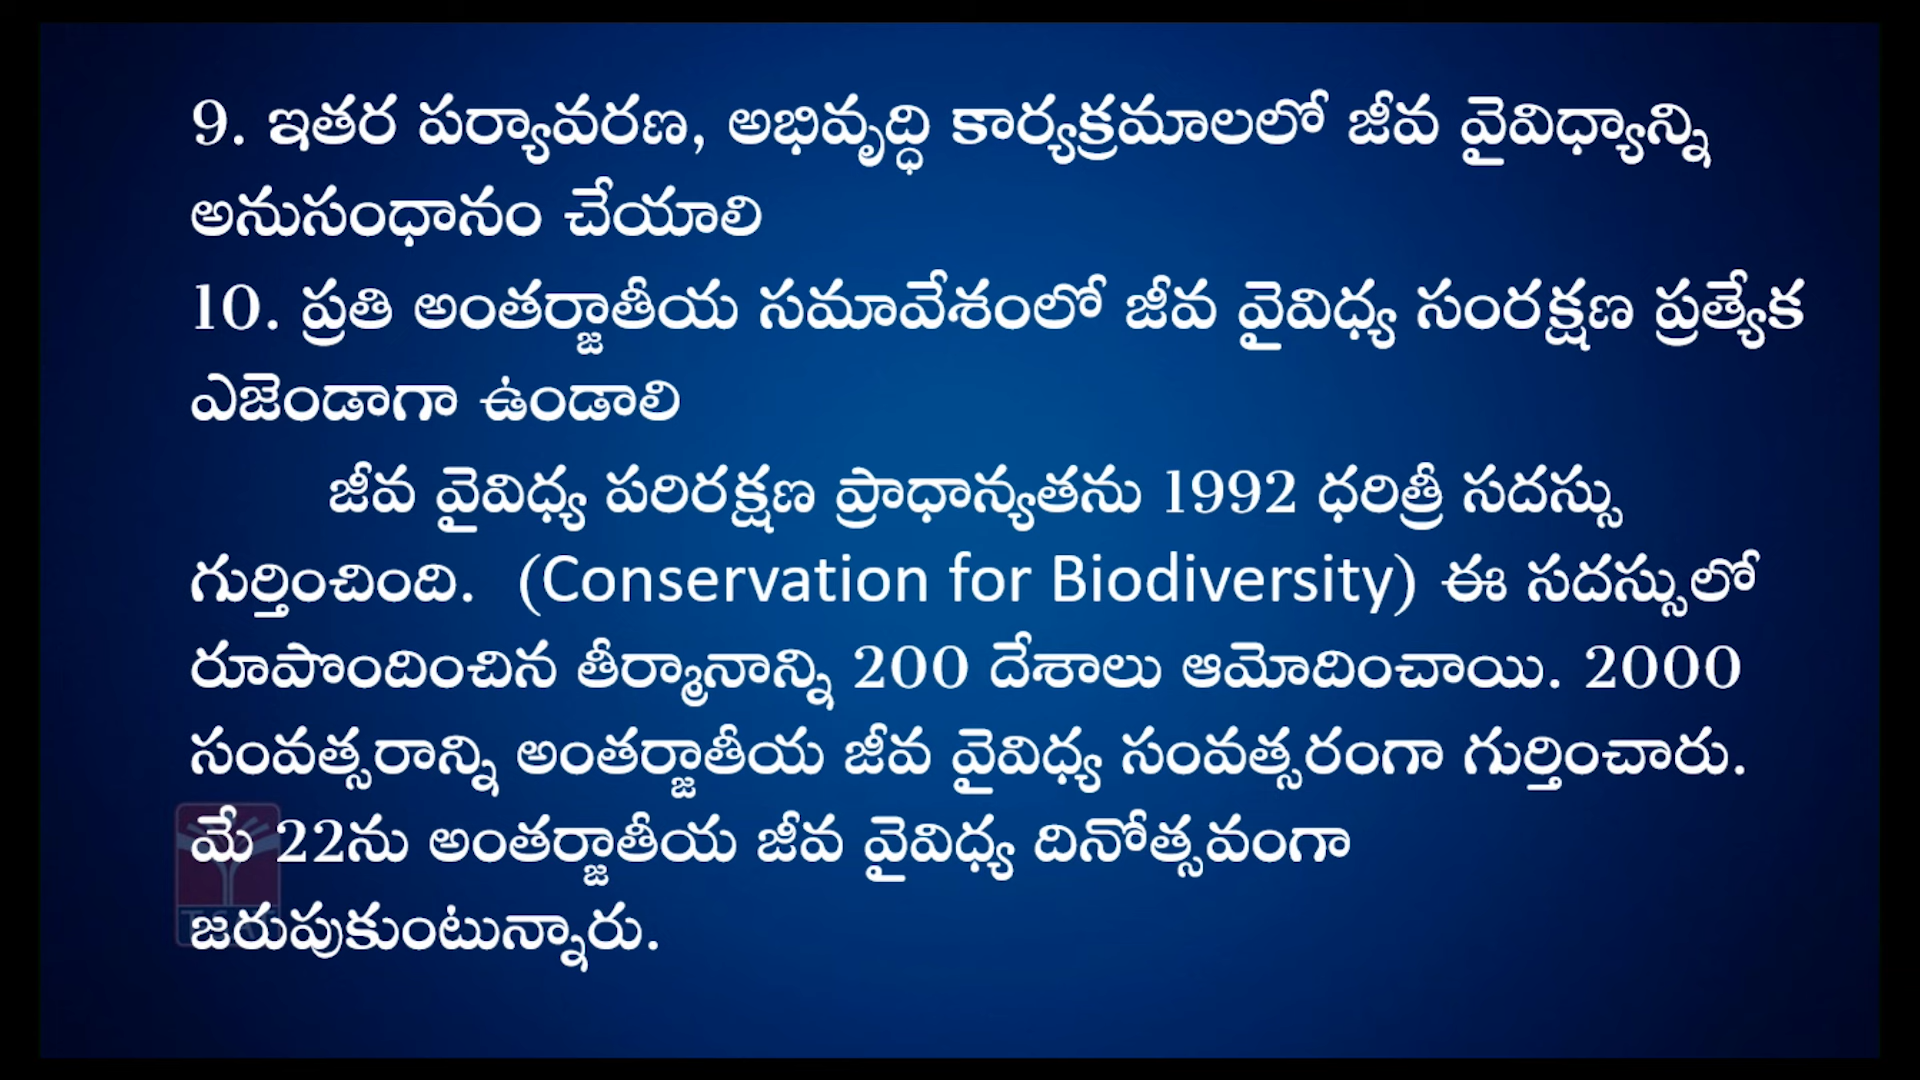 9. ఇతర పర్యావరణ, అభివృద్ధి కార్యక్రమాలలో జీవ వైవిధ్యాన్ని
అనుసంధానం చేయాలి
10. ప్రతి అంతర్జాతీయ సమావేశంలో జీవ వైవిధ్య సంరక్షణ ప్రత్యేక
ఎజెండాగా ఉండాలి
జీవ వైవిధ్య పరిరక్షణ ప్రాధాన్యతను 1992 ధరిత్రీ సదస్సు
గుర్తించింది. (Conservation for Biodiversity) ఈ సదస్సులో
రూపొందించిన తీర్మానాన్ని 200 దేశాలు ఆమోదించాయి. 2000
సంవత్సరాన్ని అంతర్జాతీయ జీవ వైవిధ్య సంవత్సరంగా గుర్తించారు.
మే 22ను అంతర్జాతీయ జీవ వైవిధ్య దినోత్సవంగా
జరుపుకుంటున్నారు.